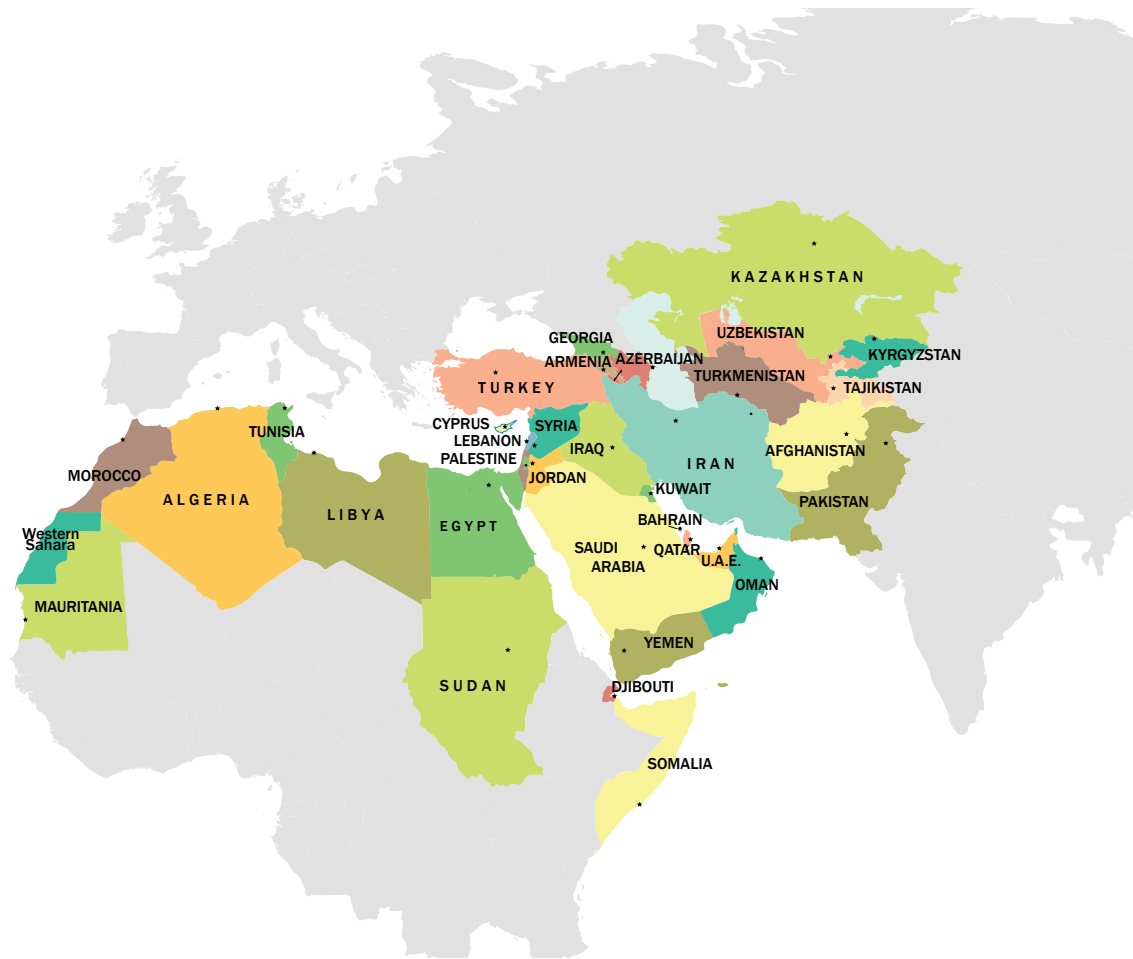 KAZAKHSTAN
UZBEKISTAN
GEORGIA
KYRGYZSTAN
ARMENIA
AZERBAIJAN
TURKMENISTAN
TURKEY
TAJIKISTAN
CYPRUS
SYRIA
TUNISIA
LEBANON
IRAQ
AFGHANISTAN
PALESTINE
IRAN
MOROCCO
JORDAN
KUWAIT
ALGERIA
PAKISTAN
LIBYA
BAHRAIN
EGYPT
Western
Sahara
SAUDI
ARABIA
QATAR
U.A.E.
OMAN
MAURITANIA
YEMEN
SUDAN
DJIBOUTI
SOMALIA